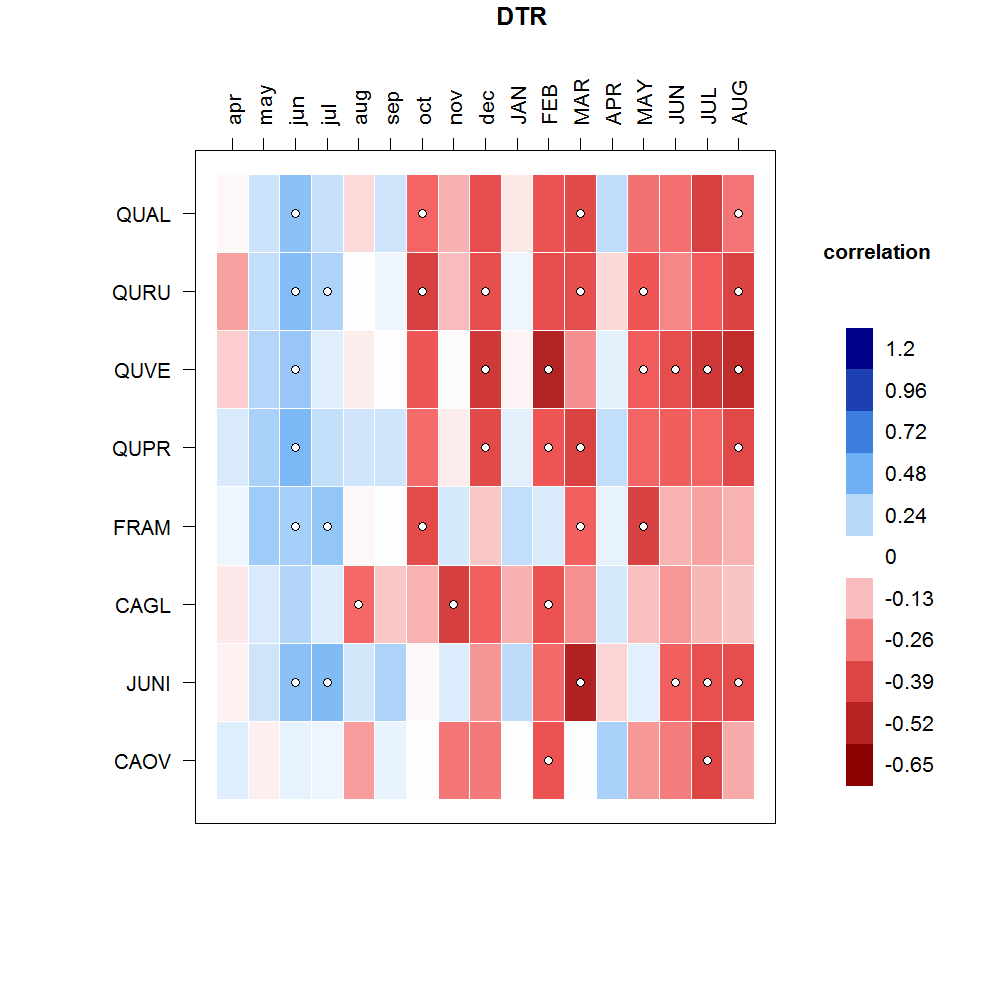 DTR
apr may jun jul aug sep oct nov dec JAN FEB MAR APR MAY JUN JUL AUG
QUAL
QURU
QUVE
QUPR
FRAM
CAGL
JUNI
CAOV
correlation
1.2
0.96
0.72
0.48
0.24
0
-0.13
-0.26
-0.39
-0.52
-0.65